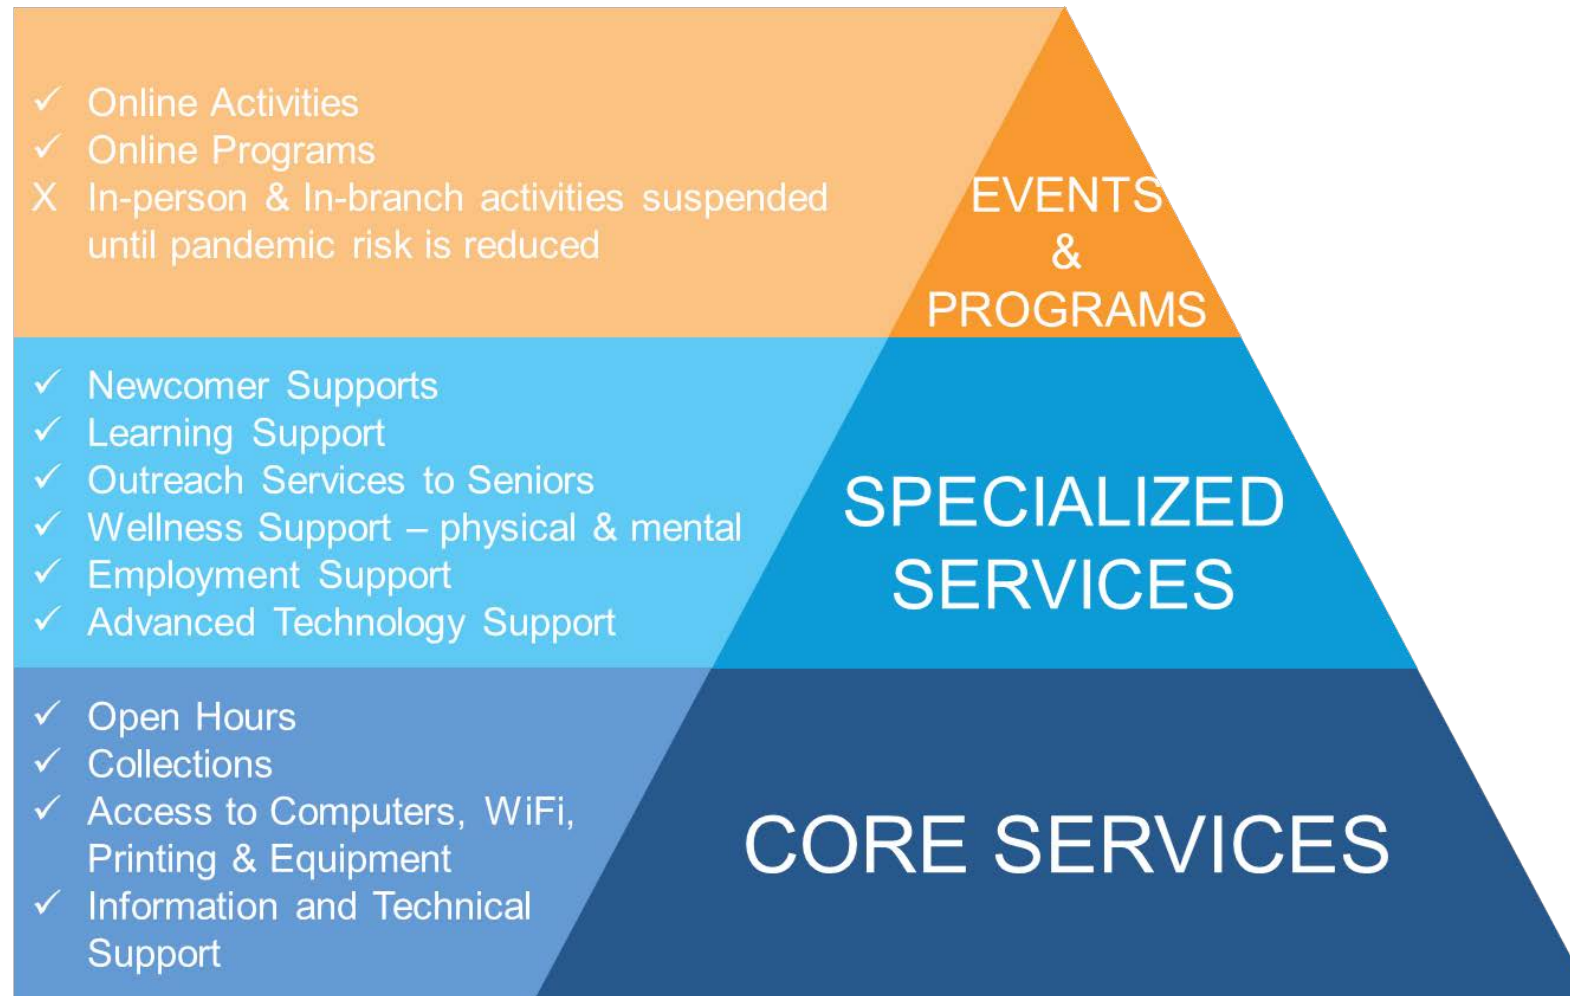 ✓ Online Activities
✓ Online Programs
X In-person & In-branch activities suspended
until pandemic risk is reduced
EVENTS
&
PROGRAMS
✓ Newcomer Supports
✓ Learning Support
✓ Outreach Services to Seniors
✓ Wellness Support – physical & mental
✓ Employment Support
✓ Advanced Technology Support
SPECIALIZED
SERVICES
✓ Open Hours
✓ Collections
✓ Access to Computers, WiFi,
Printing & Equipment
✓ Information and Technical
Support
CORE SERVICES